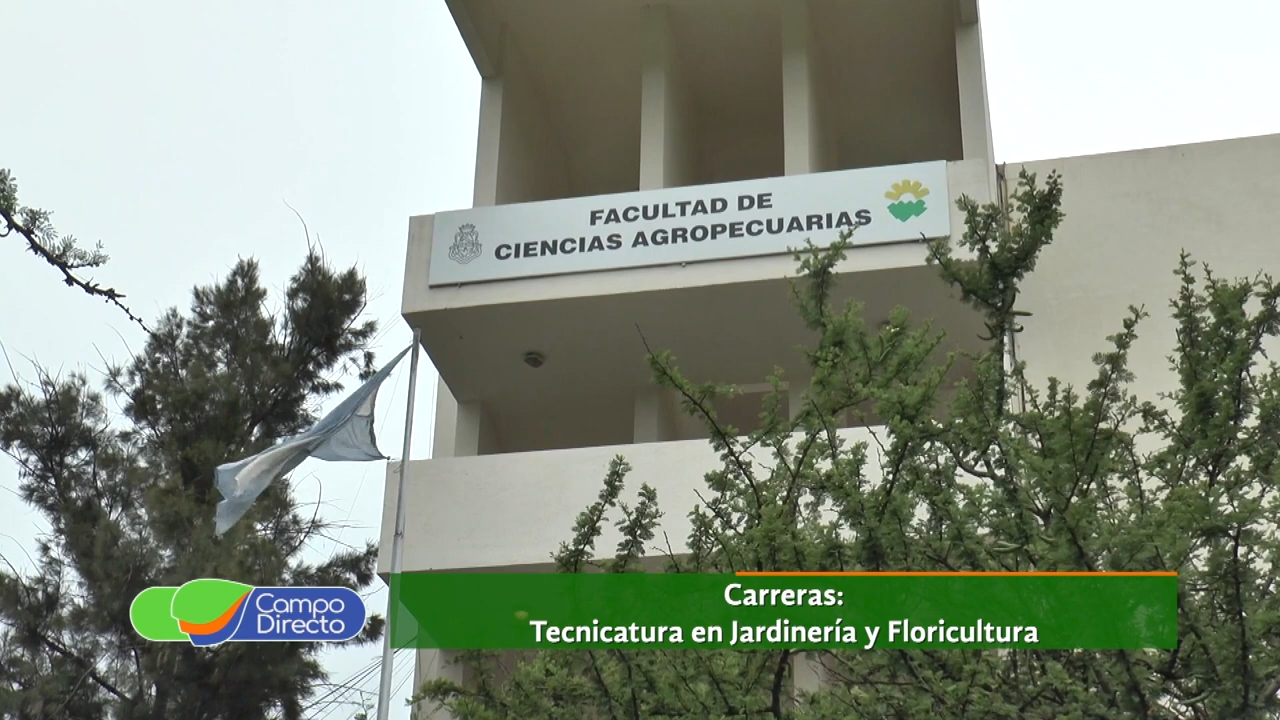 FACULTAD DE
CIENCIAS AGROPECUARIAS
Campo
Directo
Carreras:
Tecnicatura en Jardinería y Floricultura